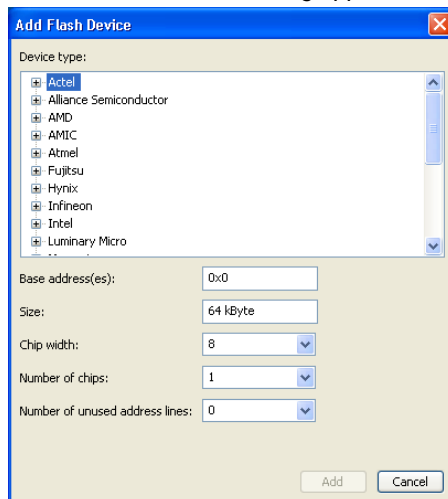 Add Flash Device
Device type:
Actel
Alliance Semiconductor
AMD
AMIC
Atmel
Fujitsu
Hynix
Infineon
Intel
Luminary Micro
Base address(es):
0x0
Size:
64 kByte
Chip width:
8
Number of chips:
1
Number of unused address lines:
0
Add
Cancel